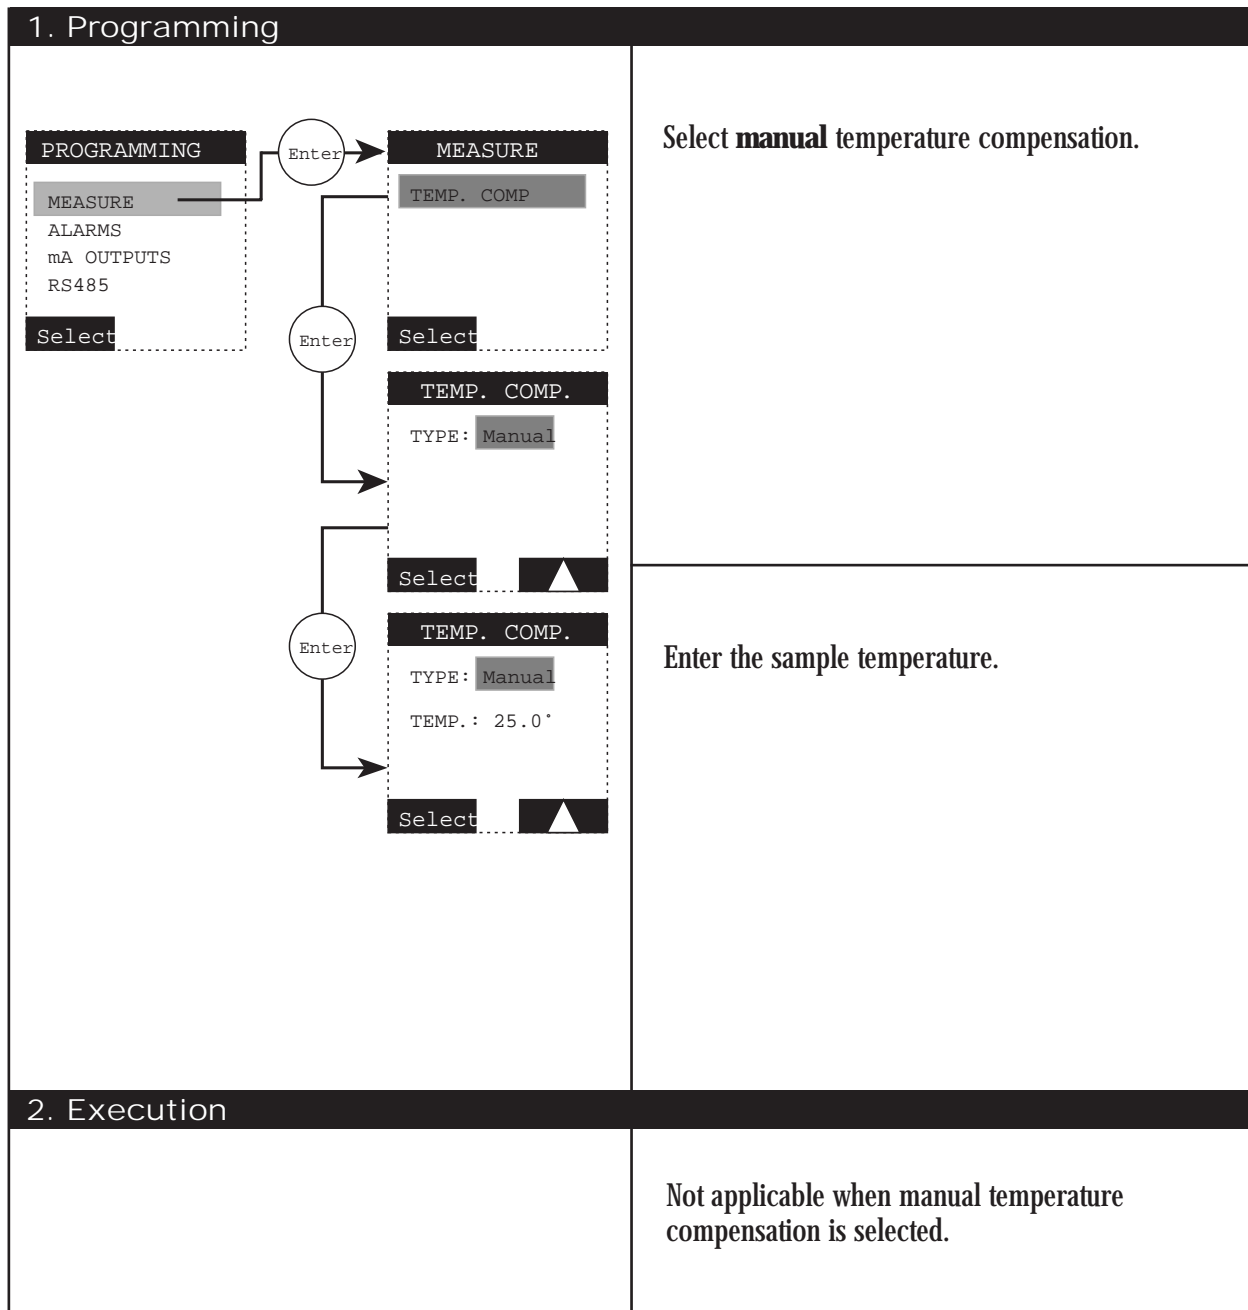 1. Programming
PROGRAMMING
MEASURE
ALARMS
mA OUTPUTS
RS485
Select
Enter
MEASURE
TEMP. COMP
Select
Enter
TEMP. COMP.
TYPE: Manual
Select
Enter
TEMP. COMP.
TYPE: Manual
TEMP.: 25.0°
Select
Select manual temperature compensation.
Enter the sample temperature.
2. Execution
Not applicable when manual temperature
compensation is selected.